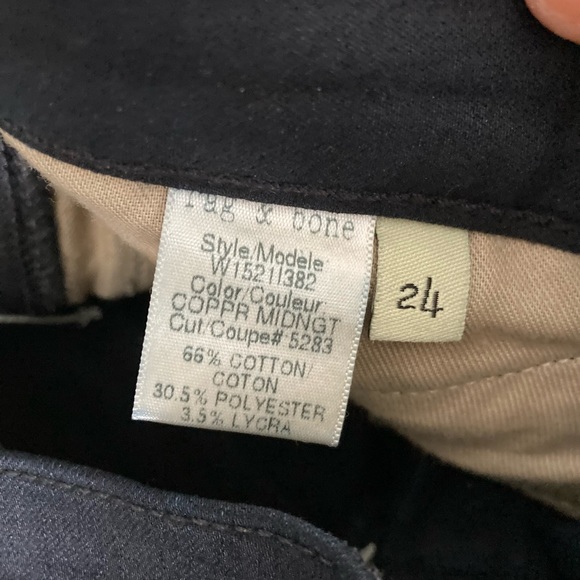 rag & bone
Style/Modèle
W1521I382
Color/Couleur
COPPR MIDNGT
Cut/Coupe# 5283
66% COTTON/
COTON
30.5% POLYESTER
3.5% LYCRA
24